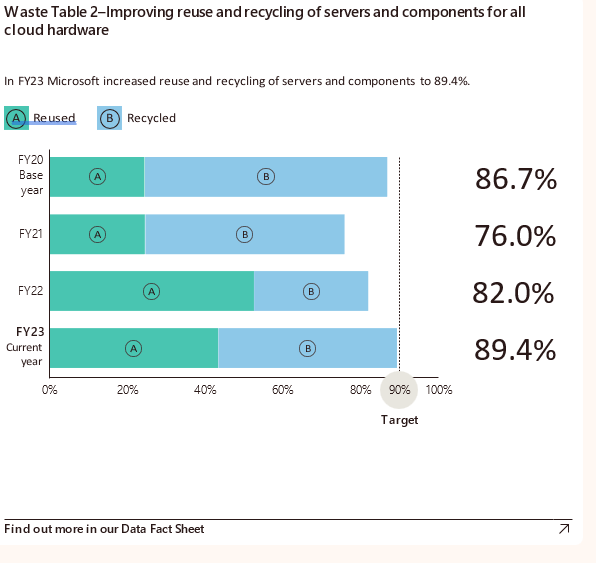 Waste Table 2–Improving reuse and recycling of servers and components for all
cloud hardware
In FY23 Microsoft increased reuse and recycling of servers and components to 89.4%.
A Reused B Recycled
FY20
Base
year
A B
86.7%
FY21
A B
76.0%
FY22
A B
82.0%
FY23
Current
year
A B
89.4%
0% 20% 40% 60% 80% 90% 100%
Target
Find out more in our Data Fact Sheet